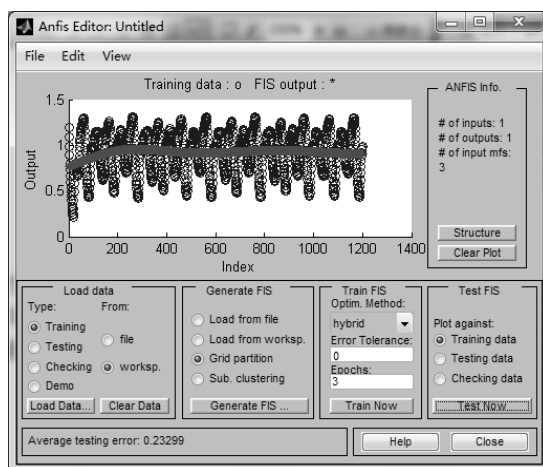 Anfis Editor: Untitled
File Edit View
Training data : o FIS output : *
1.5
1
0.5
0
Output
0 200 400 600 800 1000 1200 1400
Index
ANFIS Info.
# of inputs: 1
# of outputs: 1
# of input mfs:
3
Structure
Clear Plot
Load data
Type: From:
Training
Testing
Checking
Demo
file
worksp.
Load Data... Clear Data
Generate FIS
Load from file
Load from worksp.
Grid partition
Sub. clustering
Generate FIS ...
Train FIS
Optim. Method:
hybrid
Error Tolerance:
0
Epochs:
3
Train Now
Test FIS
Plot against:
Training data
Testing data
Checking data
Test Now
Average testing error: 0.23299
Help Close